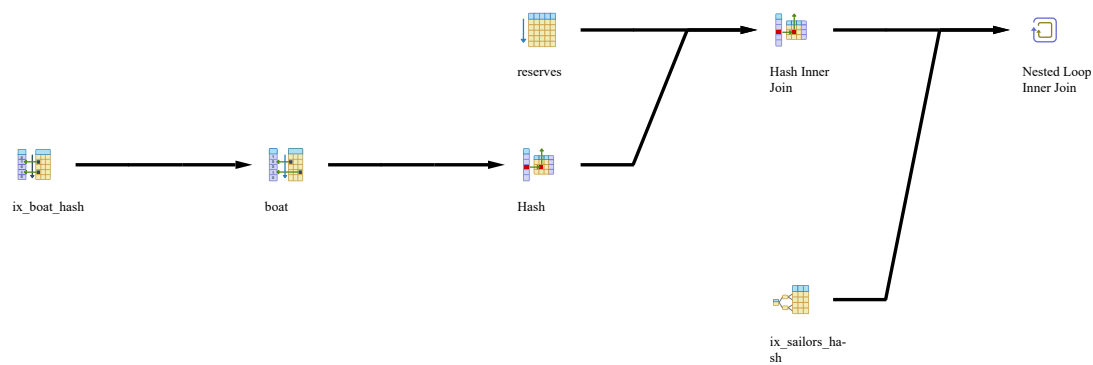 reserves
Hash Inner
Join
Nested Loop
Inner Join
ix_boat_hash
boat
Hash
ix_sailors_ha-
sh